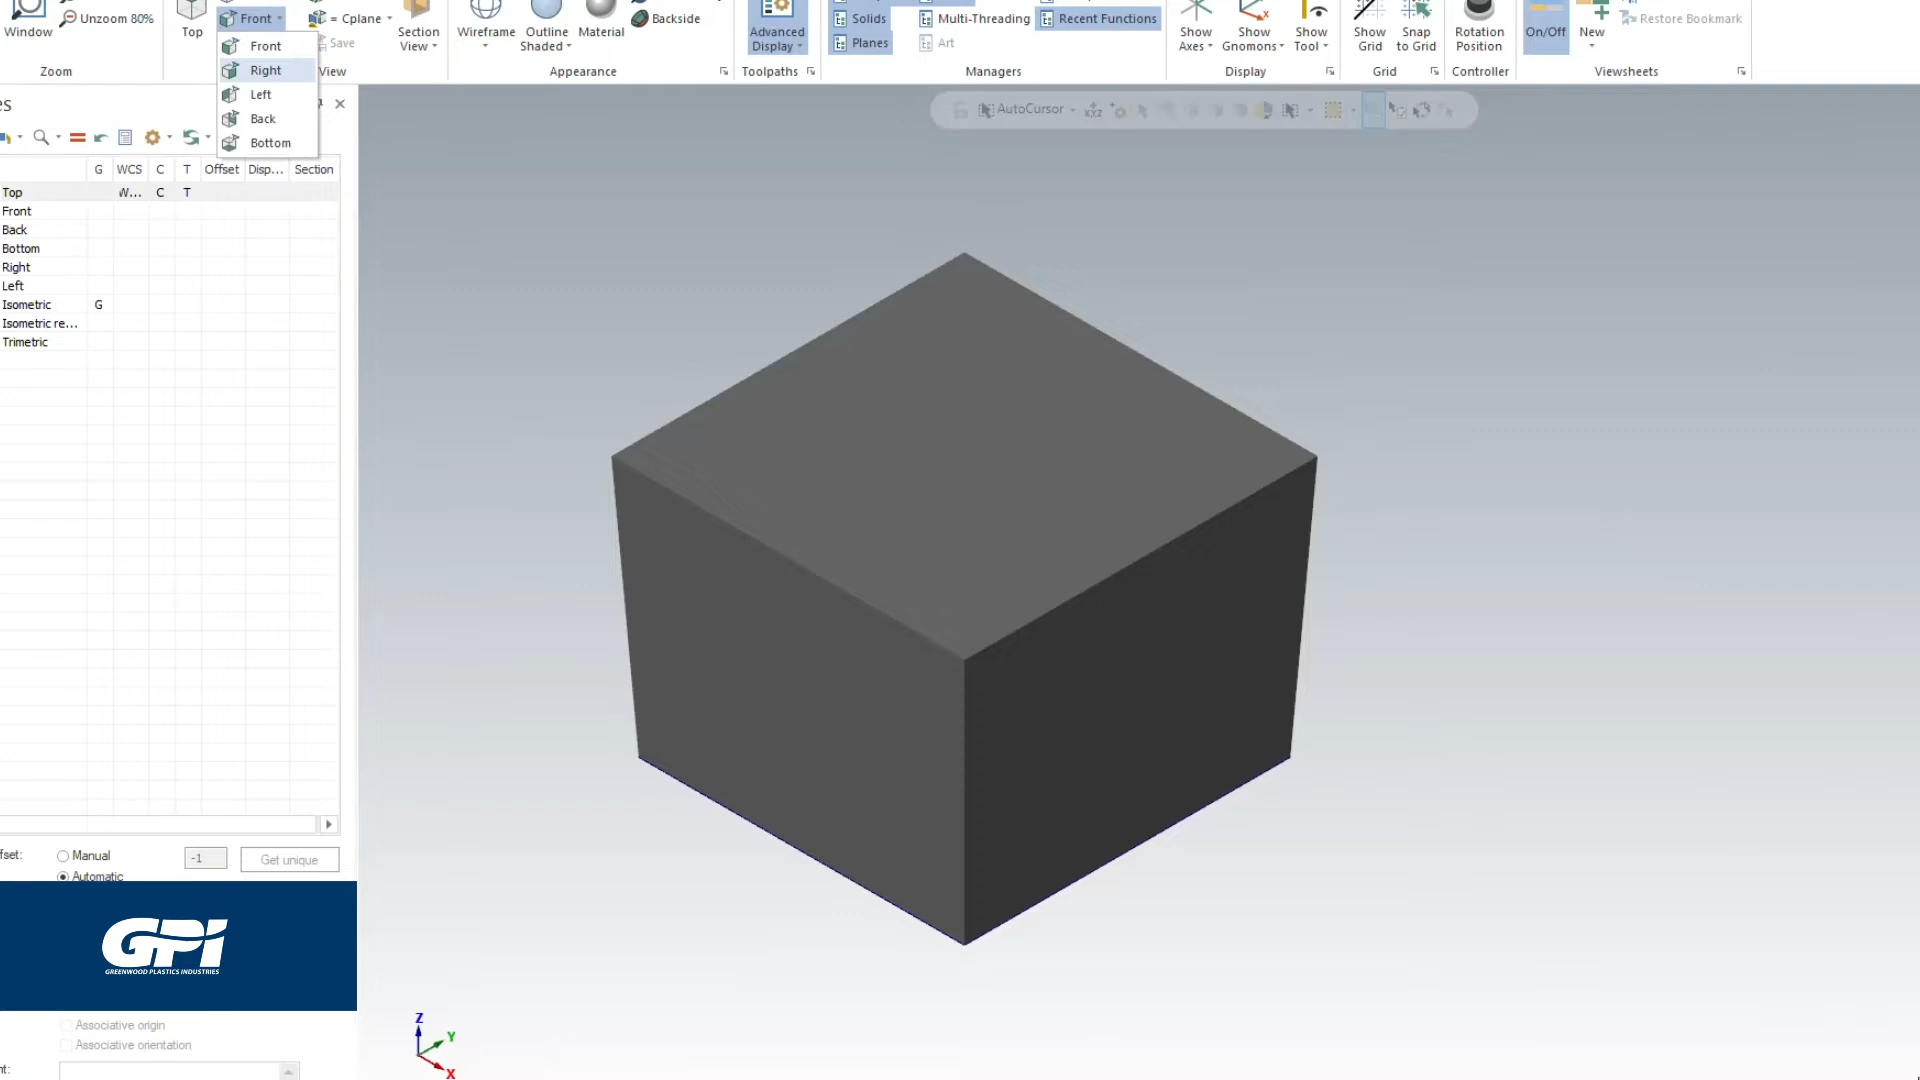 Window
Unzoom 80%
Top
Front
= Cplane
Save
Section
View
View
Zoom
Front
Right
Left
Back
Bottom
Wireframe
Outline
Shaded
Material
Backside
Appearance
Advanced
Display
Toolpaths
Solids
Planes
Multi-Threading
Art
Recent Functions
Managers
Show
Axes
Show
Gnomons
Show
Tool
Display
Show
Grid
Snap
to Grid
Grid
Rotation
Position
Controller
On/Off
New
Restore Bookmark
Viewsheets
es
AutoCursor
XYZ
G WCS C T Offset Disp... Section
Top W... C T
Front
Back
Bottom
Right
Left
Isometric G
Isometric re...
Trimetric
fset:
Manual
-1
Get unique
Automatic
GPI
GREENWOOD PLASTICS INDUSTRIES
Associative origin
Associative orientation
nt:
Z
Y
X